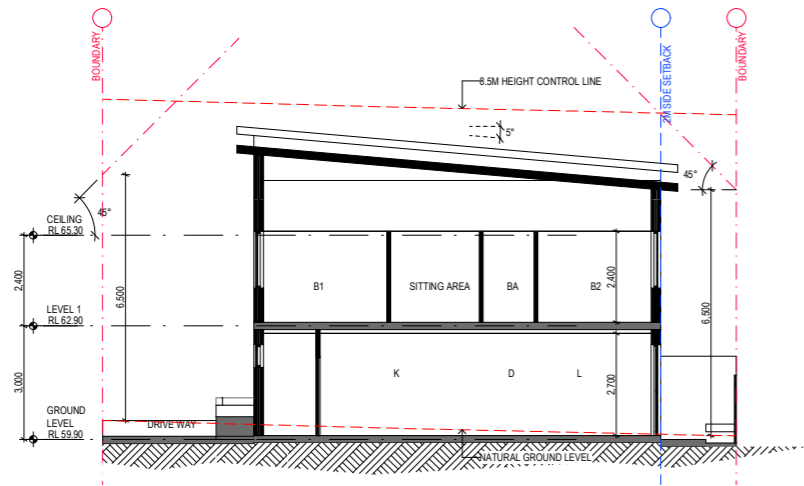 BOUNDARY
2M SIDE SETBACK
BOUNDARY
8.5M HEIGHT CONTROL LINE
5°
45°
45°
CEILING
RL 65.30
2,400
6,500
B1
SITTING AREA
BA
B2
2,400
6,500
LEVEL 1
RL 62.90
3,000
K
D
L
2,700
GROUND
LEVEL
RL 59.90
DRIVE WAY
NATURAL GROUND LEVEL